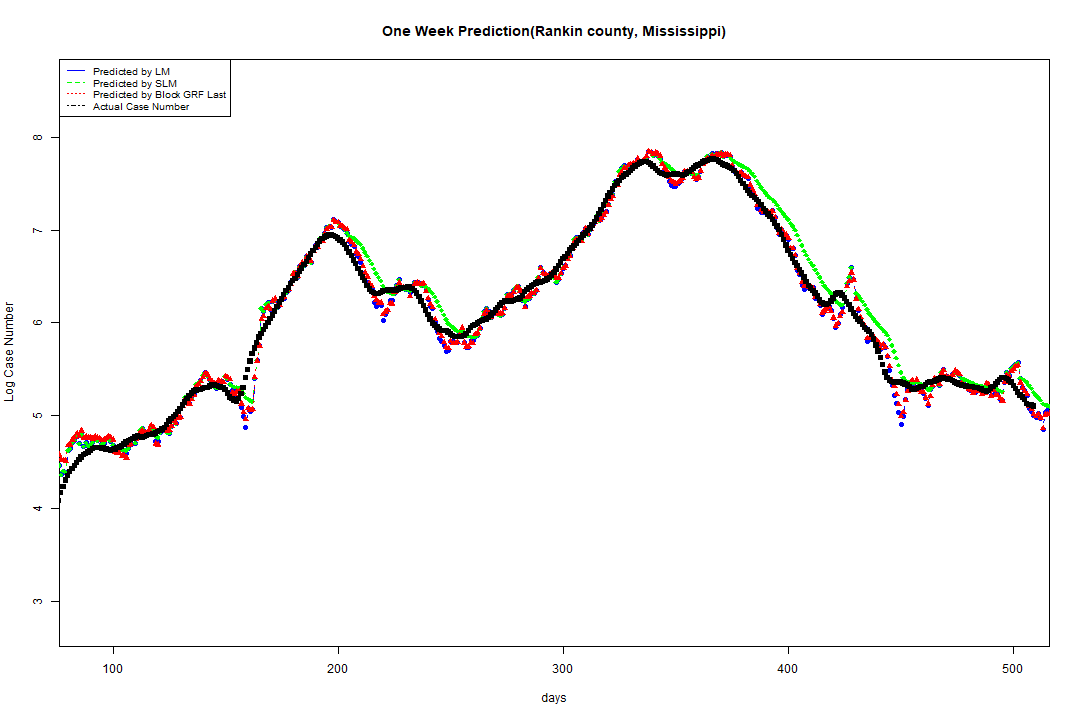 One Week Prediction(Rankin county, Mississippi)
Predicted by LM
Predicted by SLM
Predicted by Block GRF Last
Actual Case Number
8
7
6
5
4
3
Log Case Number
100 200 300 400 500
days